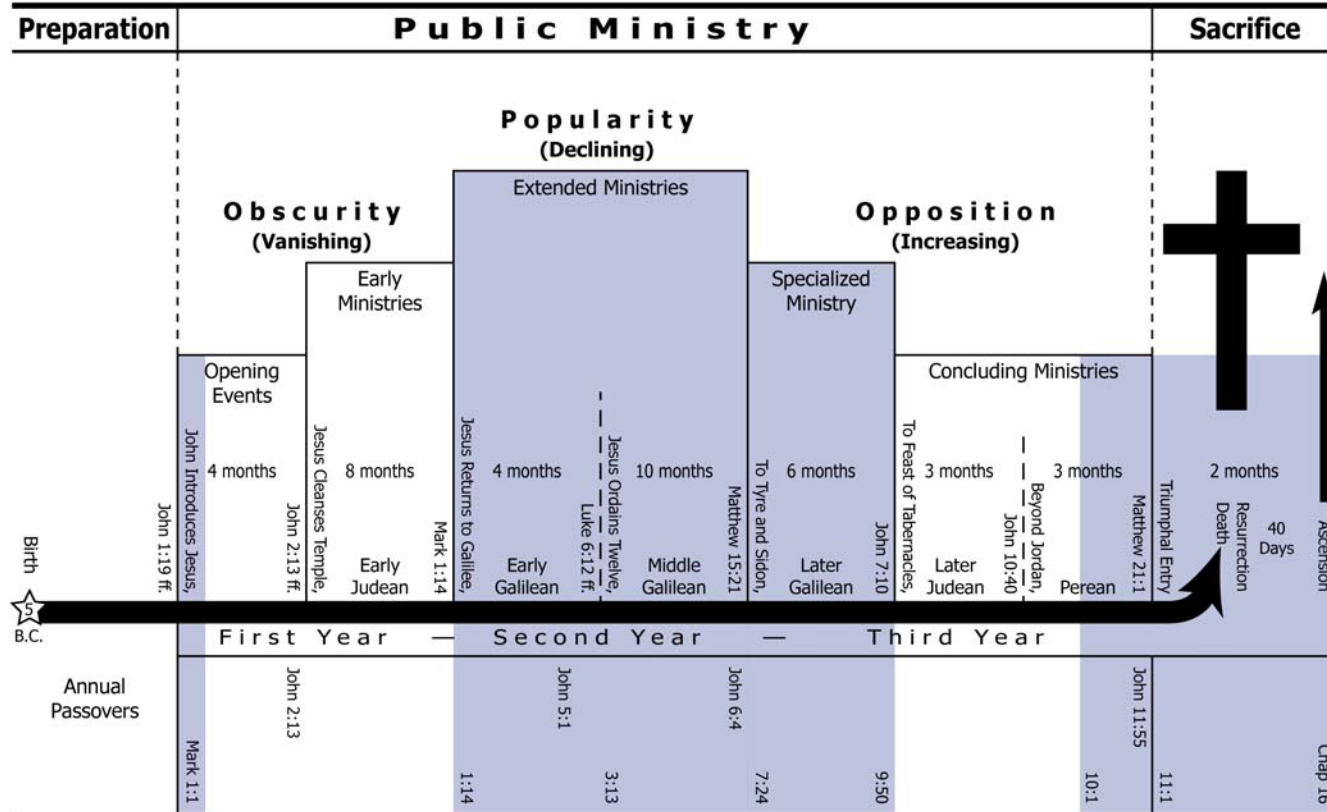 Preparation
Public Ministry
Sacrifice
Popularity
(Declining)
Extended Ministries
Obscurity
(Vanishing)
Opposition
(Increasing)
Early
Ministries
Specialized
Ministry
Opening
Events
Concluding Ministries
4 months
8 months
4 months
10 months
6 months
3 months
3 months
2 months
Birth
5
B.C.
John 1:19 ff.
John Introduces Jesus,
John 2:13 ff.
Jesus Cleanses Temple,
Early
Judean
Mark 1:14
Jesus Returns to Galilee,
Early
Galilean
Luke 6:12 ff.
Jesus Ordains Twelve,
Middle
Galilean
Matthew 15:21
To Tyre and Sidon,
Later
Galilean
John 7:10
To Feast of Tabernacles,
Later
Judean
John 10:40
Beyond Jordan,
Perean
Matthew 21:1
Triumphal Entry
Death
Resurrection
40
Days
Ascension
First Year — Second Year — Third Year
Annual
Passovers
John 2:13
John 5:1
John 6:4
John 11:55
Mark 1:1
1:14
3:13
7:24
9:50
10:1
11:1
Chap 16